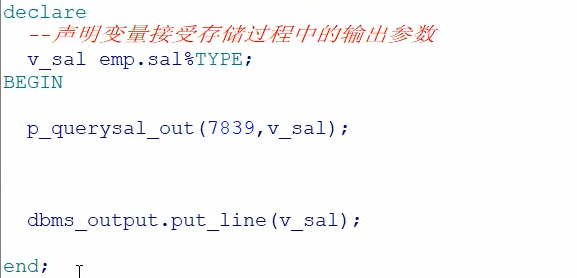 declare
--声明变量接受存储过程中的输出参数
v_sal emp.sal%TYPE;
BEGIN
p_querysal_out(7839,v_sal);
dbms_output.put_line(v_sal);
end;